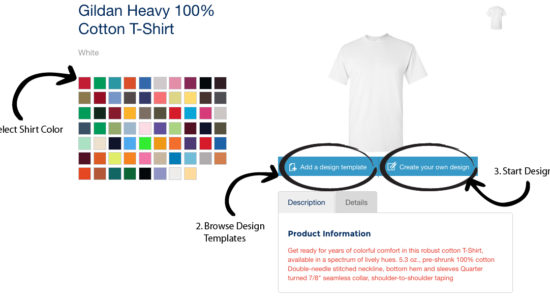 Gildan Heavy 100%
Cotton T-Shirt
White
elect Shirt Color
Add a design template
Create your own design
3. Start Design
2. Browse Design
Templates
Description
Details
Product Information
Get ready for years of colorful comfort in this robust cotton T-Shirt,
available in a spectrum of lively hues. 5.3 oz., pre-shrunk 100% cotton
Double-needle stitched neckline, bottom hem and sleeves Quarter
turned 7/8" seamless collar, shoulder-to-shoulder taping